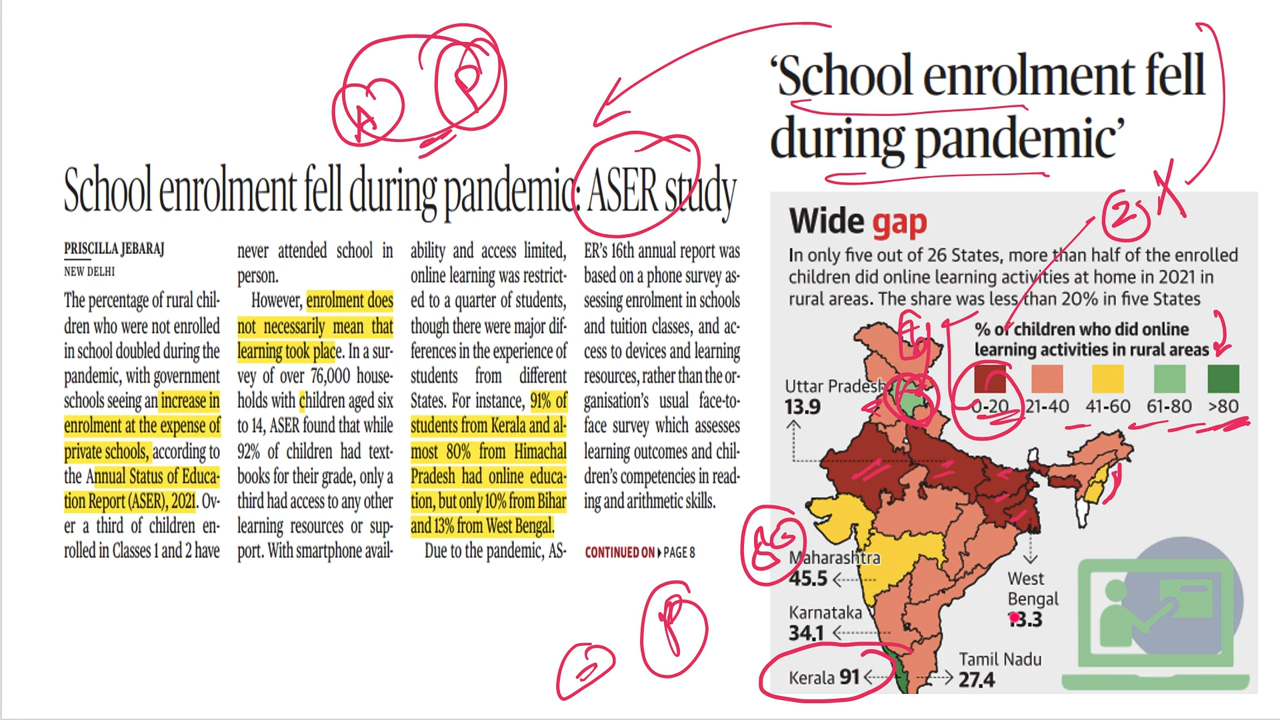 School enrolment fell during pandemic: ASER study
PRISCILLA JEBARAJ
NEW DELHI
The percentage of rural chil-
dren who were not enrolled
in school doubled during the
pandemic, with government
schools seeing an increase in
enrolment at the expense of
private schools, according to
the Annual Status of Educa-
tion Report (ASER), 2021. Ov-
er a third of children en-
rolled in Classes 1 and 2 have
never attended school in
person.
However, enrolment does
not necessarily mean that
learning took place. In a sur-
vey of over 76,000 house-
holds with children aged six
to 14, ASER found that while
92% of children had text-
books for their grade, only a
third had access to any other
learning resources or sup-
port. With smartphone avail-
ability and access limited,
online learning was restrict-
ed to a quarter of students,
though there were major dif-
ferences in the experience of
students from different
States. For instance, 91% of
students from Kerala and al-
most 80% from Himachal
Pradesh had online educa-
tion, but only 10% from Bihar
and 13% from West Bengal.
Due to the pandemic, AS-
ER's 16th annual report was
based on a phone survey as-
sessing enrolment in schools
and tuition classes, and ac-
cess to devices and learning
resources, rather than the or-
ganisation's usual face-to-
face survey which assesses
learning outcomes and chil-
dren's competencies in read-
ing and arithmetic skills.
CONTINUED ON PAGE 8
A
P
'School enrolment fell
during pandemic'
2 X
Wide gap
In only five out of 26 States, more than half of the enrolled
children did online learning activities at home in 2021 in
rural areas. The share was less than 20% in five States
% of children who did online
learning activities in rural areas
0-20 21-40 41-60 61-80 >80
Uttar Pradesh
13.9
Maharashtra
45.5
Karnataka
34.1
Kerala 91
West
Bengal
13.3
Tamil Nadu
27.4